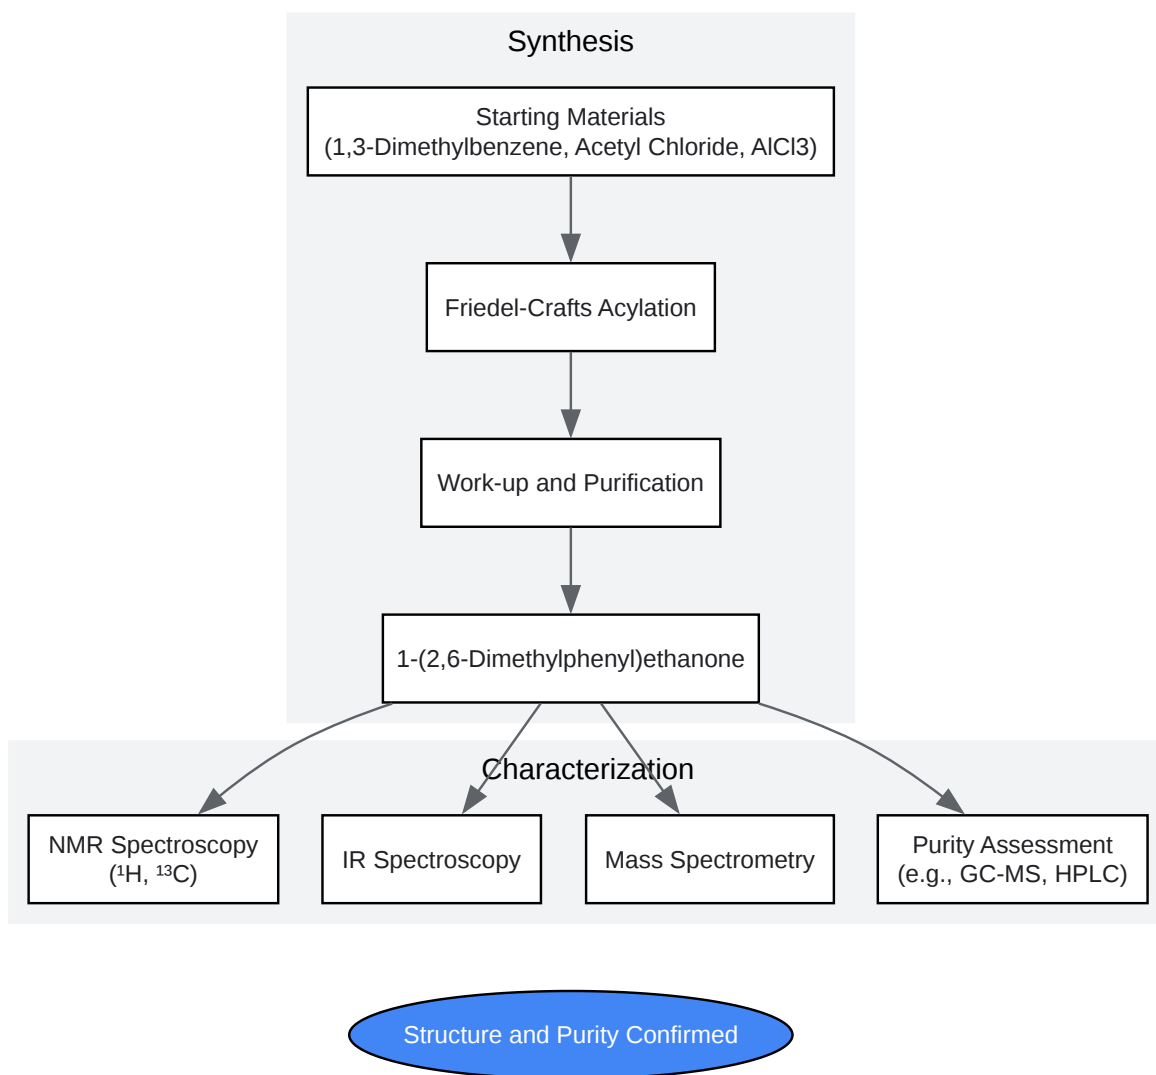 Synthesis
Starting Materials
(1,3-Dimethylbenzene, Acetyl Chloride, AlCl3)
Friedel-Crafts Acylation
Work-up and Purification
1-(2,6-Dimethylphenyl)ethanone
Characterization
NMR Spectroscopy
(¹H, ¹³C)
IR Spectroscopy
Mass Spectrometry
Purity Assessment
(e.g., GC-MS, HPLC)
Structure and Purity Confirmed